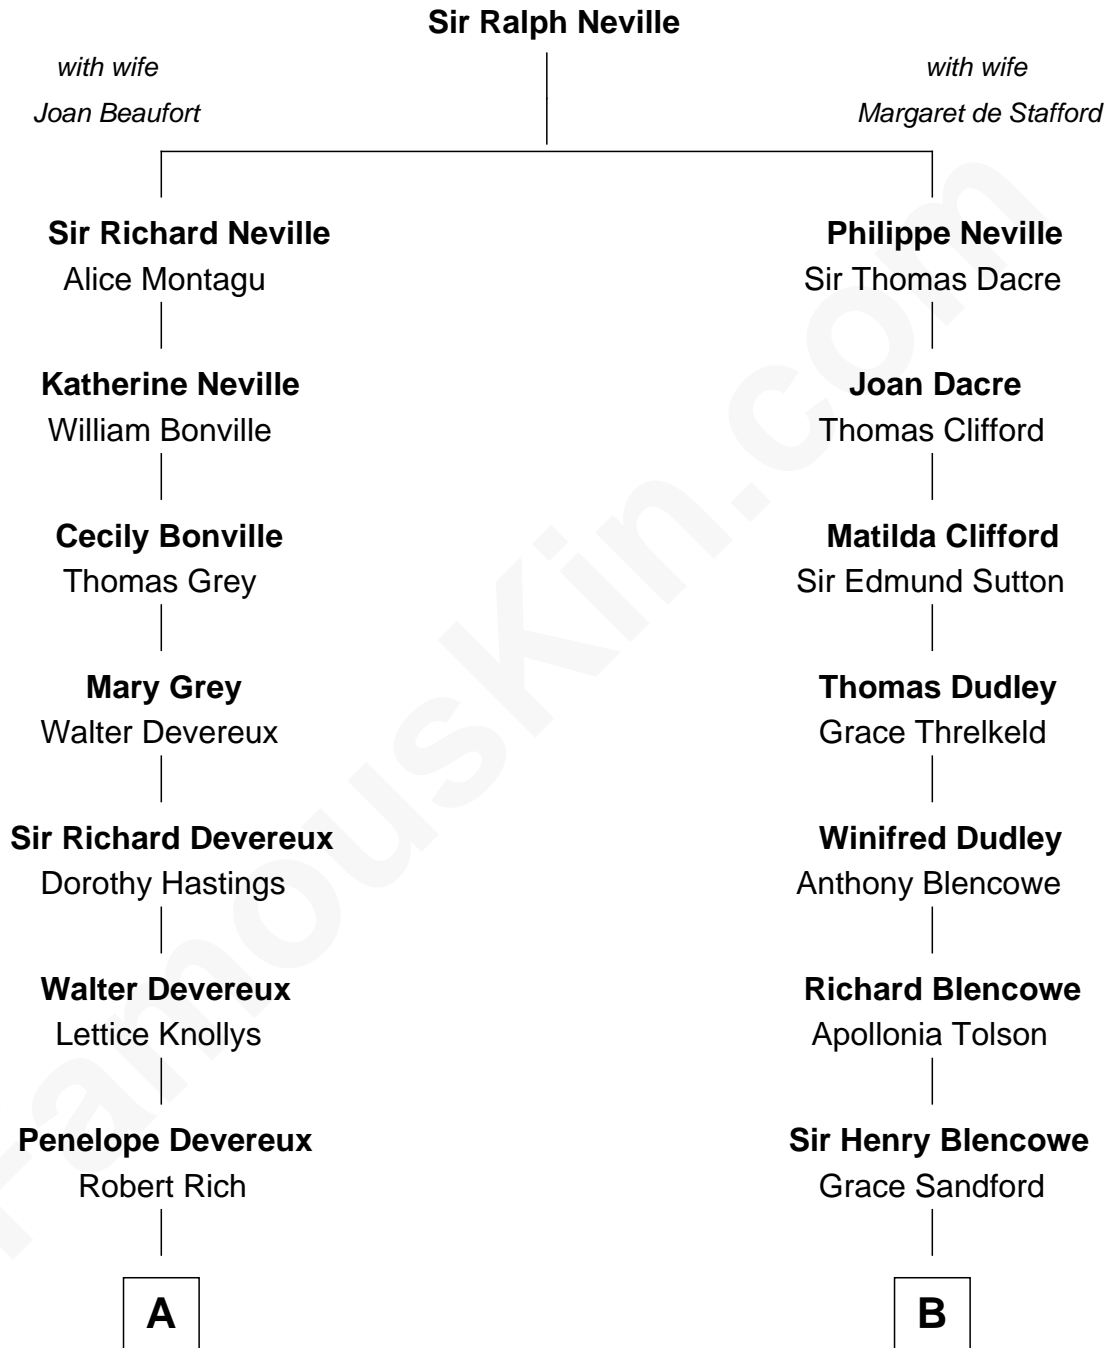 Sir Ralph Neville
with wife
Joan Beaufort
with wife
Margaret de Stafford
Sir Richard Neville
Alice Montagu
Katherine Neville
William Bonville
Cecily Bonville
Thomas Grey
Mary Grey
Walter Devereux
Sir Richard Devereux
Dorothy Hastings
Walter Devereux
Lettice Knollys
Penelope Devereux
Robert Rich
A
Philippe Neville
Sir Thomas Dacre
Joan Dacre
Thomas Clifford
Matilda Clifford
Sir Edmund Sutton
Thomas Dudley
Grace Threlkeld
Winifred Dudley
Anthony Blencowe
Richard Blencowe
Apollonia Tolson
Sir Henry Blencowe
Grace Sandford
B
FamousKin.com